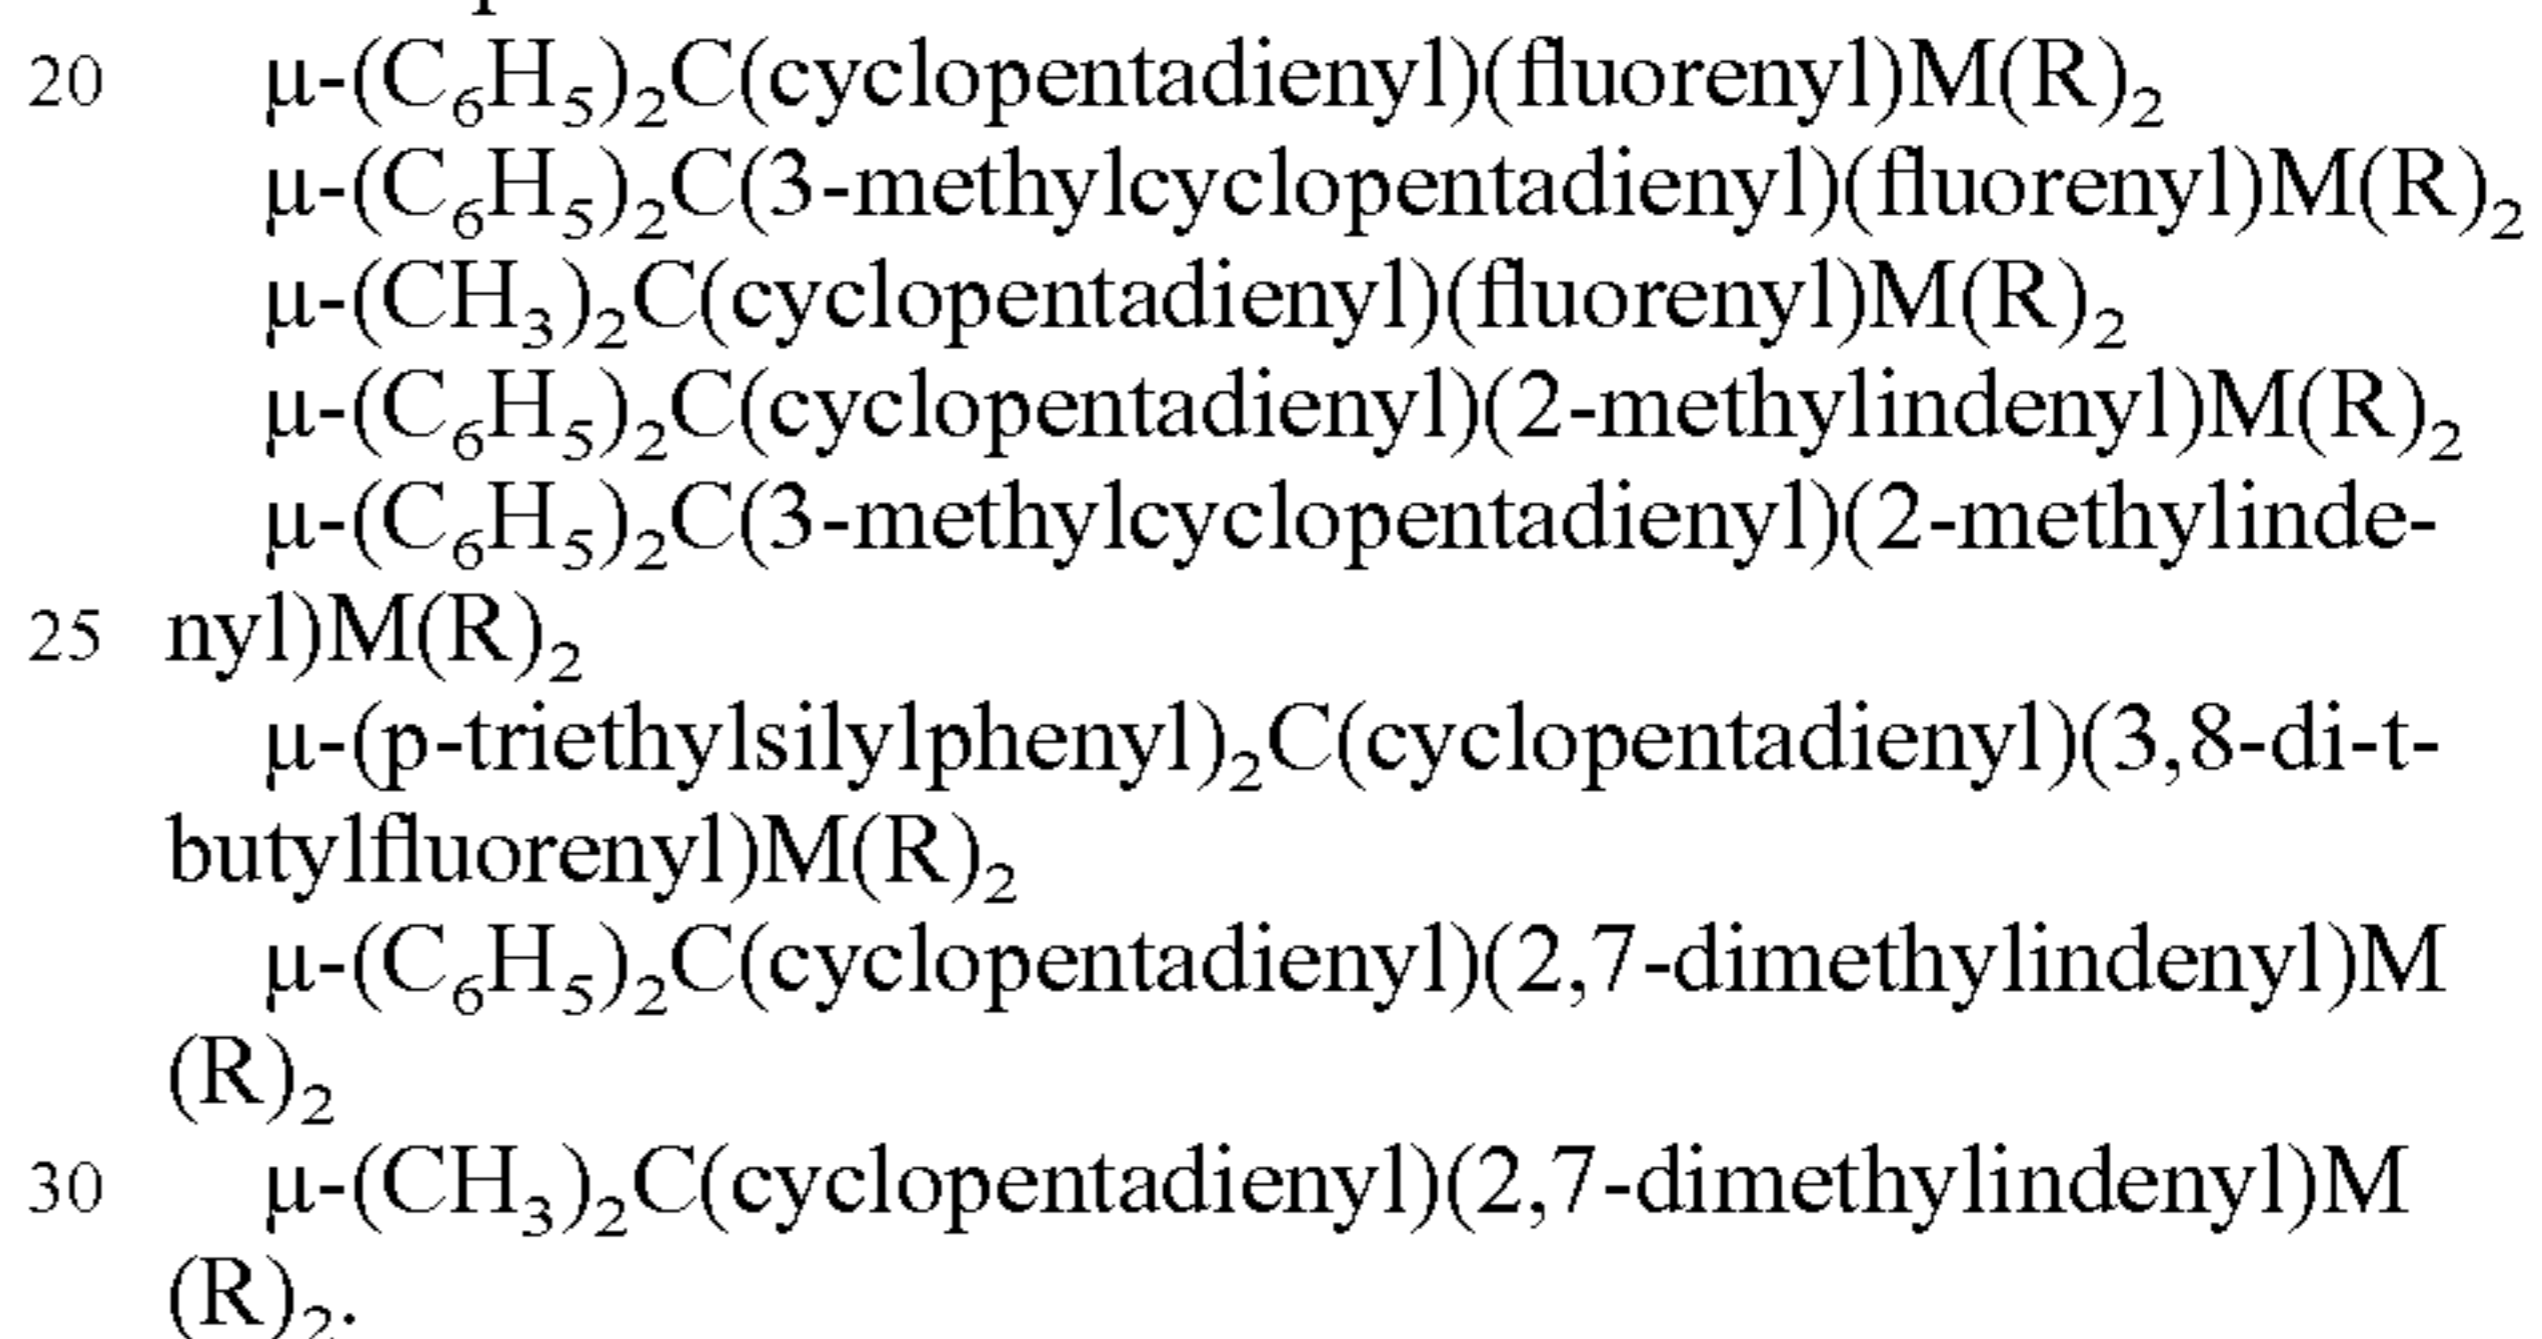 20 μ-(C₆H₅)₂C(cyclopentadienyl)(fluorenyl)M(R)₂
μ-(C₆H₅)₂C(3-methylcyclopentadienyl)(fluorenyl)M(R)₂
μ-(CH₃)₂C(cyclopentadienyl)(fluorenyl)M(R)₂
μ-(C₆H₅)₂C(cyclopentadienyl)(2-methylindenyl)M(R)₂
μ-(C₆H₅)₂C(3-methylcyclopentadienyl)(2-methylinde-
25 nyl)M(R)₂
μ-(p-triethylsilylphenyl)₂C(cyclopentadienyl)(3,8-di-t-
butylfluorenyl)M(R)₂
μ-(C₆H₅)₂C(cyclopentadienyl)(2,7-dimethylindenyl)M
(R)₂
30 μ-(CH₃)₂C(cyclopentadienyl)(2,7-dimethylindenyl)M
(R)₂.